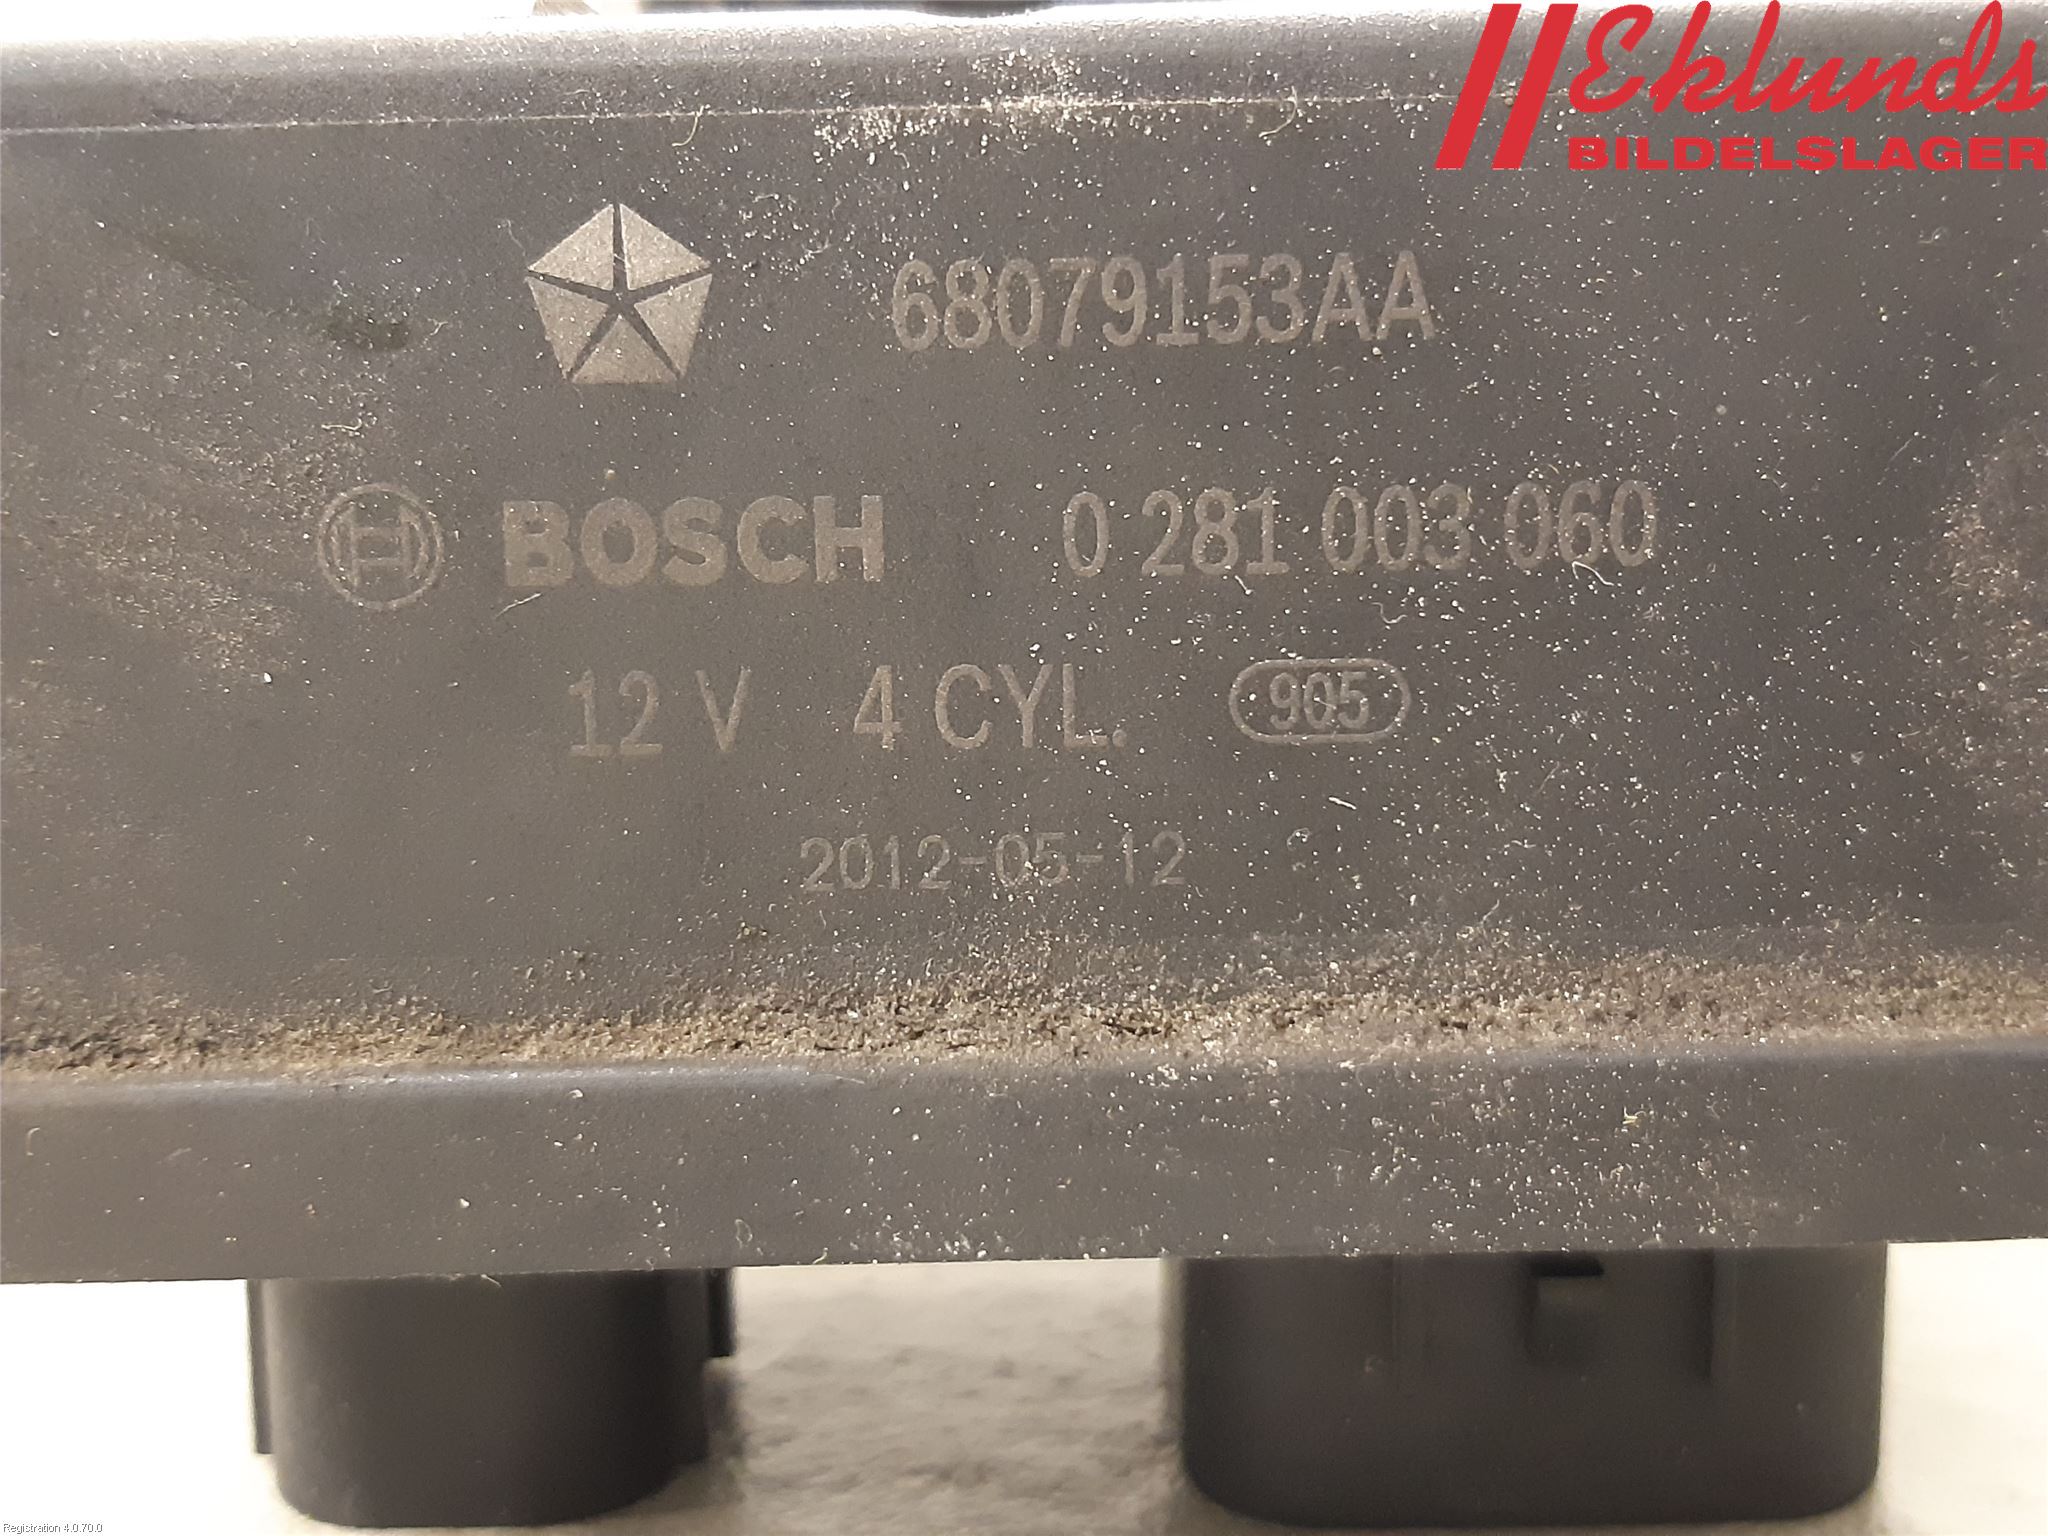 Eklunds
BILDELSLAGER
68079153AA
BOSCH 0 281 003 060
12 V 4 CYL. 905
2012-05-12
Registration 4.0.70.0